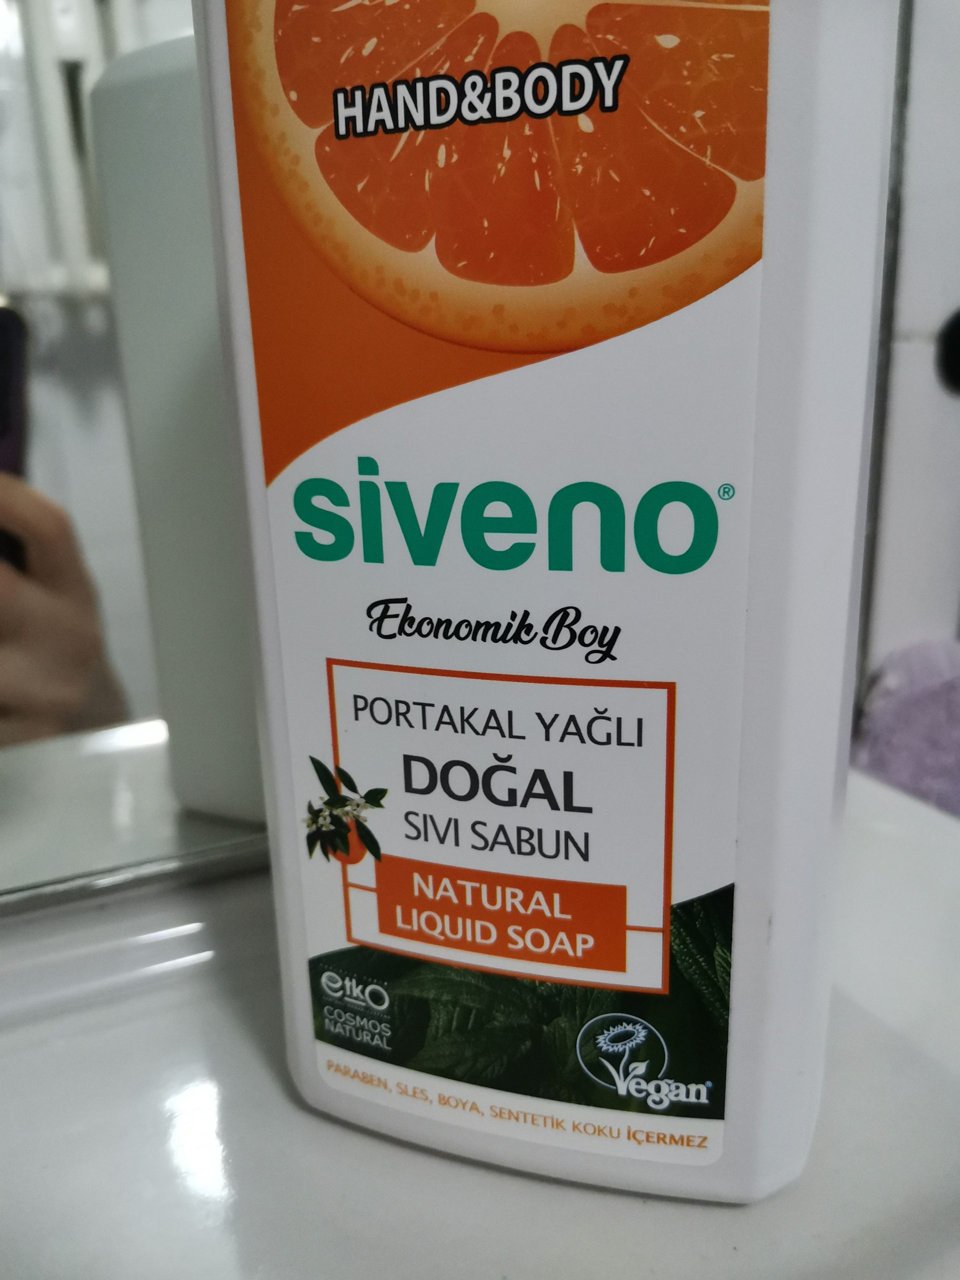 HAND&BODY
siveno®
Ekonomik Boy
PORTAKAL YAĞLI
DOĞAL
SIVI SABUN
NATURAL
LIQUID SOAP
etko
COSMOS
NATURAL
Vegan
PARABEN, SLES, BOYA, SENTETİK KOKU İÇERMEZ